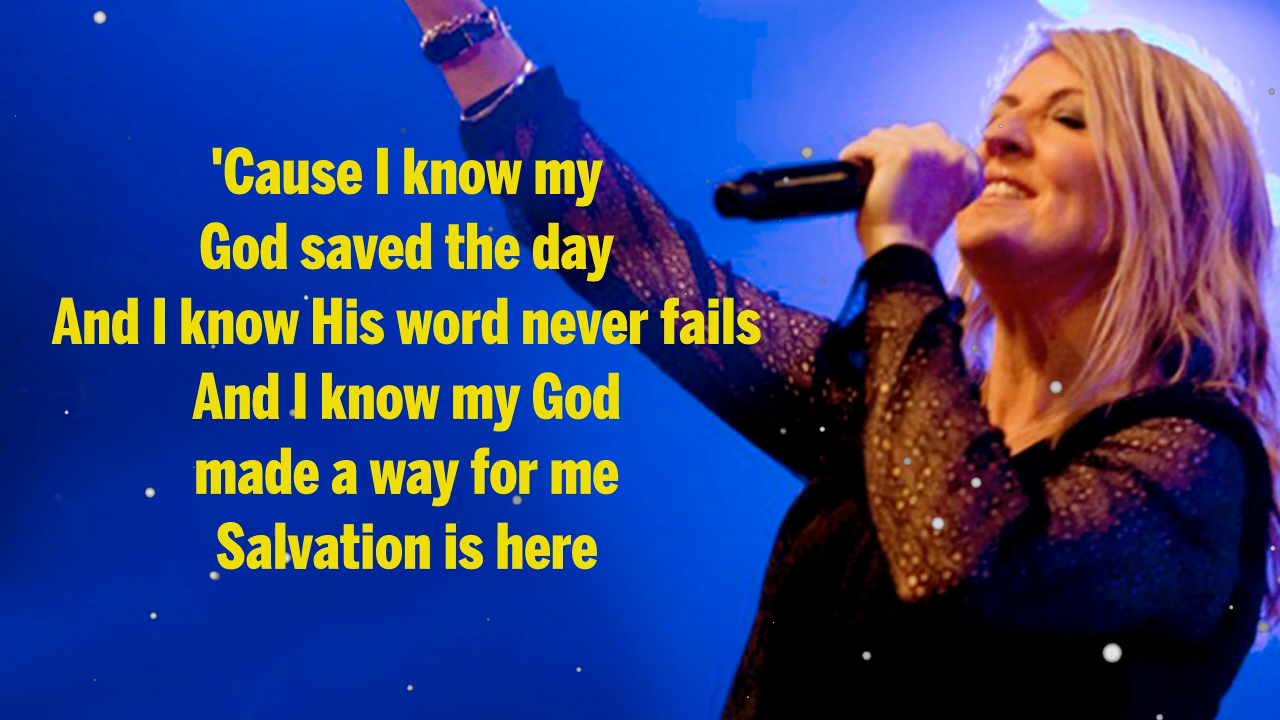 'Cause I know my
God saved the day
And I know His word never fails
And I know my God
made a way for me
Salvation is here